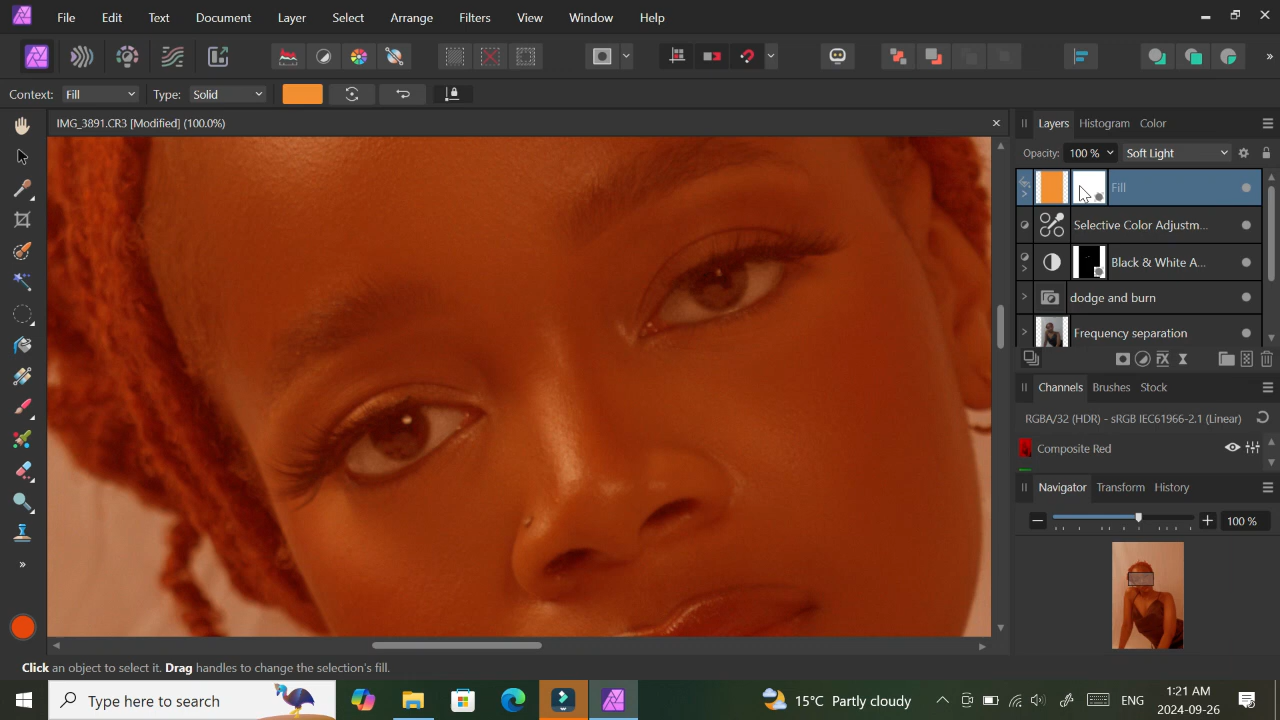 File Edit Text Document Layer Select Arrange Filters View Window Help
Context: Fill Type: Solid
IMG_3891.CR3 [Modified] (100.0%)
Layers Histogram Color
Opacity: 100 % Soft Light
Fill
Selective Color Adjustm...
Black & White A...
dodge and burn
Frequency separation
Channels Brushes Stock
RGBA/32 (HDR) - sRGB IEC61966-2.1 (Linear)
Composite Red
Navigator Transform History
100 %
Click an object to select it. Drag handles to change the selection's fill.
Type here to search
15°C Partly cloudy
ENG
1:21 AM
2024-09-26